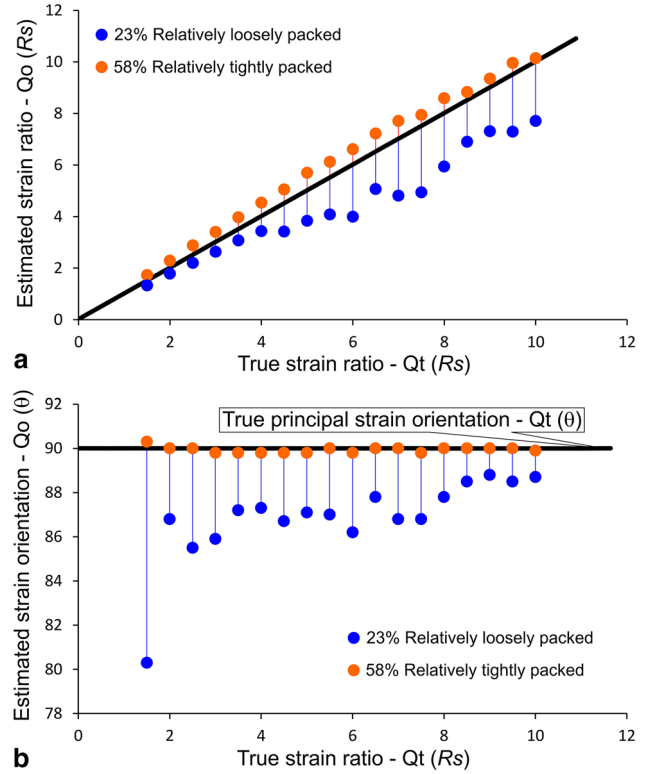 12
10
8
6
4
2
0
Estimated strain ratio - Qo (Rs)
23% Relatively loosely packed
58% Relatively tightly packed
0 2 4 6 8 10 12
a
True strain ratio - Qt (Rs)
92
90
88
86
84
82
80
78
Estimated strain orientation - Qo (θ)
True principal strain orientation - Qt (θ)
23% Relatively loosely packed
58% Relatively tightly packed
0 2 4 6 8 10 12
b
True strain ratio - Qt (Rs)